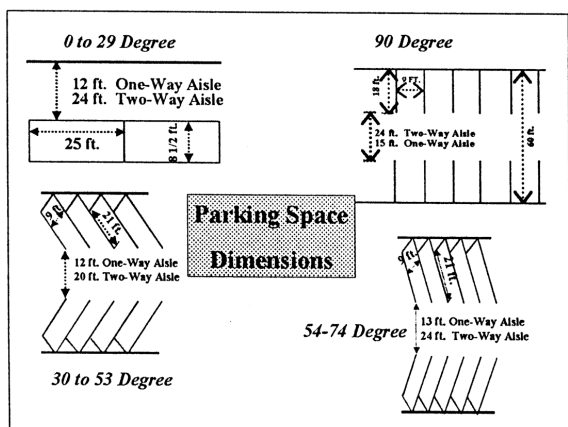 0 to 29 Degree
12 ft. One-Way Aisle
24 ft. Two-Way Aisle
25 ft.
8 1/2 ft.
90 Degree
18 ft.
9 FT.
24 ft. Two-Way Aisle
15 ft. One-Way Aisle
60 ft.
Parking Space
Dimensions
9 ft.
21 ft.
12 ft. One-Way Aisle
20 ft. Two-Way Aisle
30 to 53 Degree
9 ft.
21 ft.
54-74 Degree
13 ft. One-Way Aisle
24 ft. Two-Way Aisle